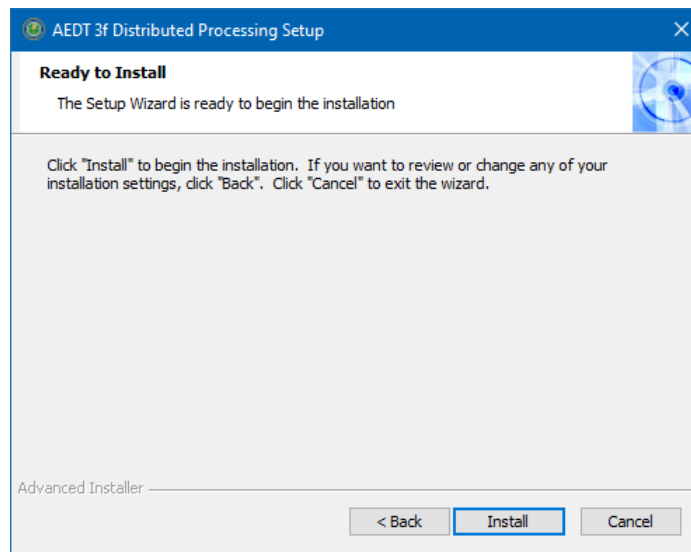 AEDT 3f Distributed Processing Setup
Ready to Install
The Setup Wizard is ready to begin the installation
Click "Install" to begin the installation. If you want to review or change any of your
installation settings, click "Back". Click "Cancel" to exit the wizard.
Advanced Installer
< Back
Install
Cancel